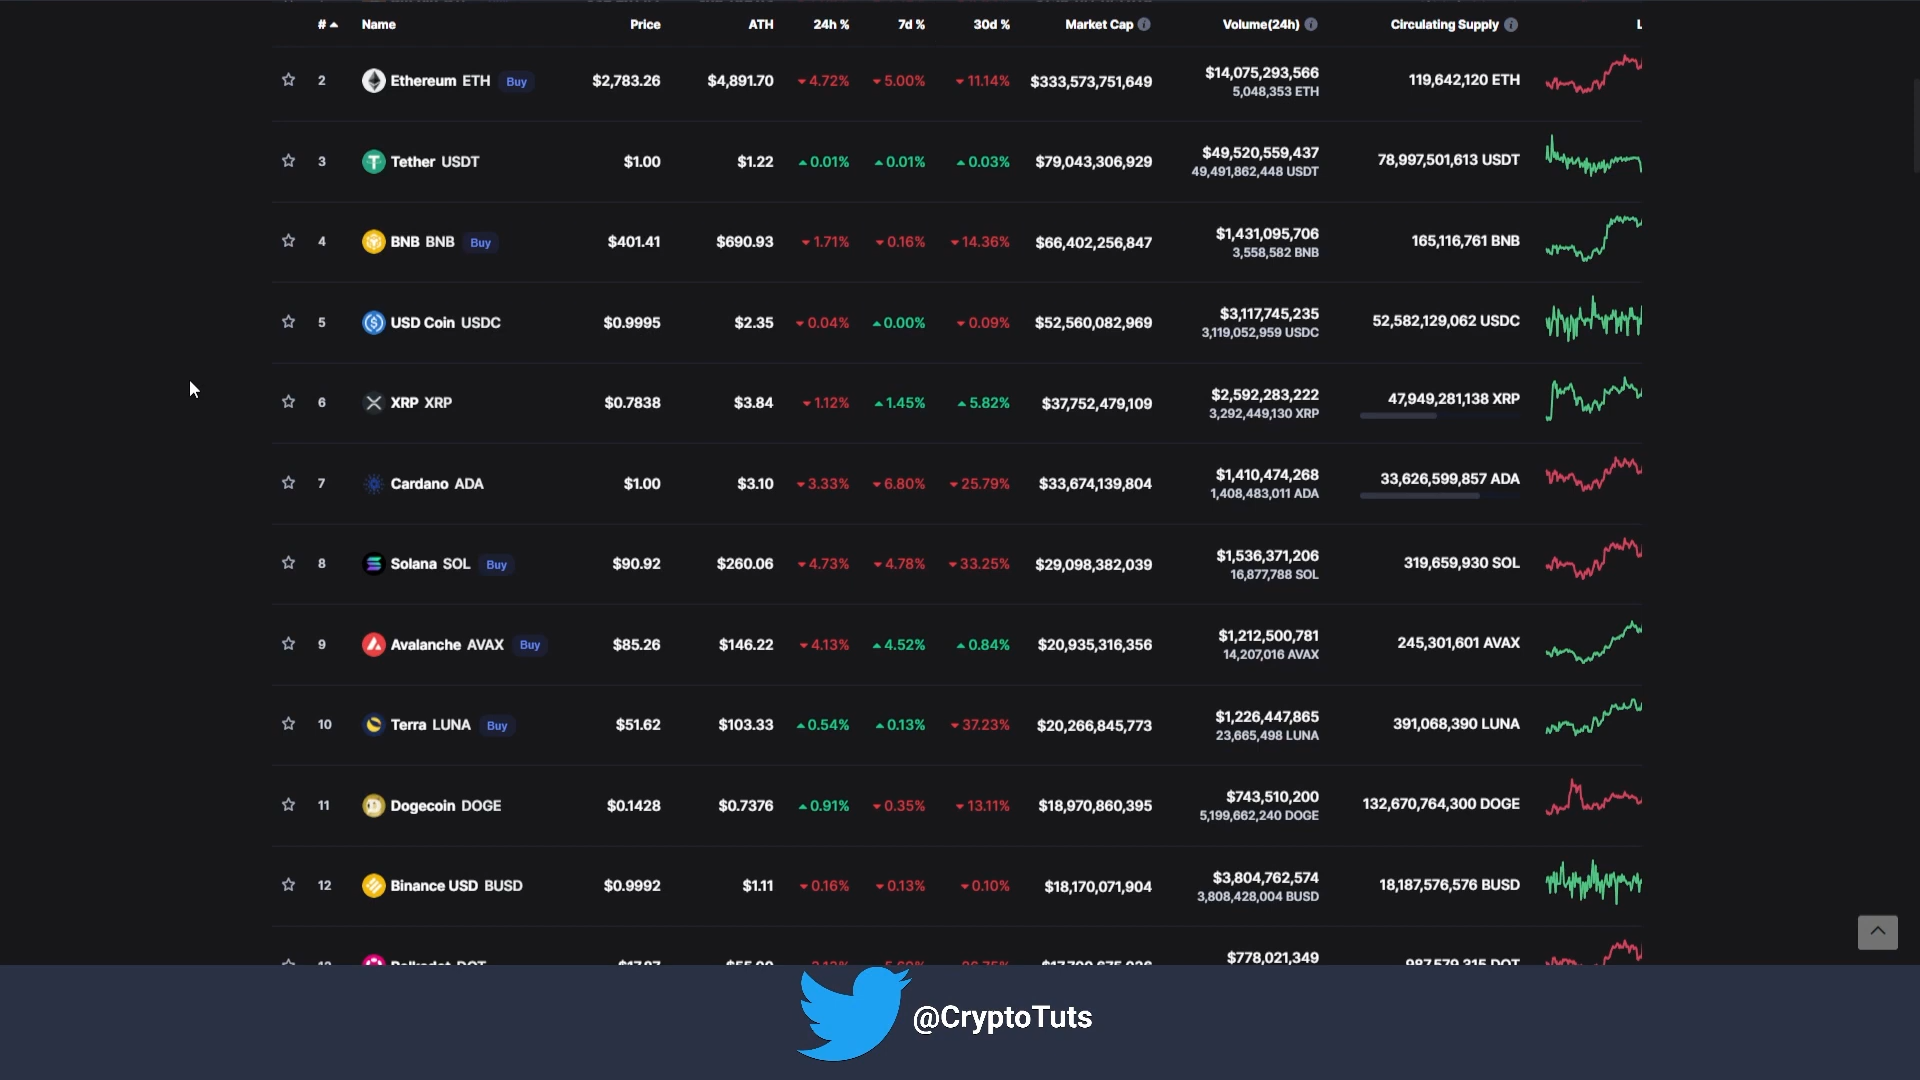 # Name Price ATH 24h % 7d % 30d % Market Cap Volume(24h) Circulating Supply L
2 Ethereum ETH Buy $2,783.26 $4,891.70 4.72% 5.00% 11.14% $333,573,751,649 $14,075,293,566 119,642,120 ETH
5,048,353 ETH
3 Tether USDT $1.00 $1.22 0.01% 0.01% 0.03% $79,043,306,929 $49,520,559,437 78,997,501,613 USDT
49,491,862,448 USDT
4 BNB BNB Buy $401.41 $690.93 1.71% 0.16% 14.36% $66,402,256,847 $1,431,095,706 165,116,761 BNB
3,558,582 BNB
5 USD Coin USDC $0.9995 $2.35 0.04% 0.00% 0.09% $52,560,082,969 $3,117,745,235 52,582,129,062 USDC
3,119,052,959 USDC
6 XRP XRP $0.7838 $3.84 1.12% 1.45% 5.82% $37,752,479,109 $2,592,283,222 47,949,281,138 XRP
3,292,449,130 XRP
7 Cardano ADA $1.00 $3.10 3.33% 6.80% 25.79% $33,674,139,804 $1,410,474,268 33,626,599,857 ADA
1,408,483,011 ADA
8 Solana SOL Buy $90.92 $260.06 4.73% 4.78% 33.25% $29,098,382,039 $1,536,371,206 319,659,930 SOL
16,877,788 SOL
9 Avalanche AVAX Buy $85.26 $146.22 4.13% 4.52% 0.84% $20,935,316,356 $1,212,500,781 245,301,601 AVAX
14,207,016 AVAX
10 Terra LUNA Buy $51.62 $103.33 0.54% 0.13% 37.23% $20,266,845,773 $1,226,447,865 391,068,390 LUNA
23,665,498 LUNA
11 Dogecoin DOGE $0.1428 $0.7376 0.91% 0.35% 13.11% $18,970,860,395 $743,510,200 132,670,764,300 DOGE
5,199,662,240 DOGE
12 Binance USD BUSD $0.9992 $1.11 0.16% 0.13% 0.10% $18,170,071,904 $3,804,762,574 18,187,576,576 BUSD
3,808,428,004 BUSD
$778,021,349
@CryptoTuts